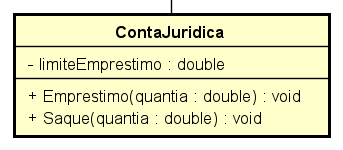 ContaJuridica
- limiteEmprestimo : double
+ Emprestimo(quantia : double) : void
+ Saque(quantia : double) : void